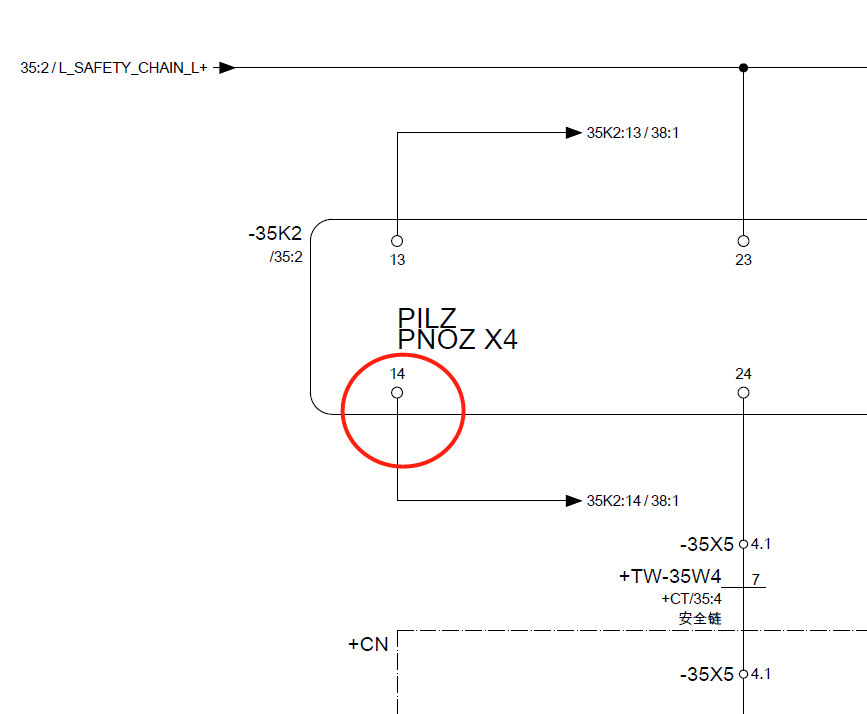 35:2 / L_SAFETY_CHAIN_L+
35K2:13 / 38:1
-35K2
/35:2
13
23
PILZ
PNOZ X4
14
24
35K2:14 / 38:1
-35X5
4.1
+TW-35W4
7
+CT/35:4
安全链
+CN
-35X5
4.1